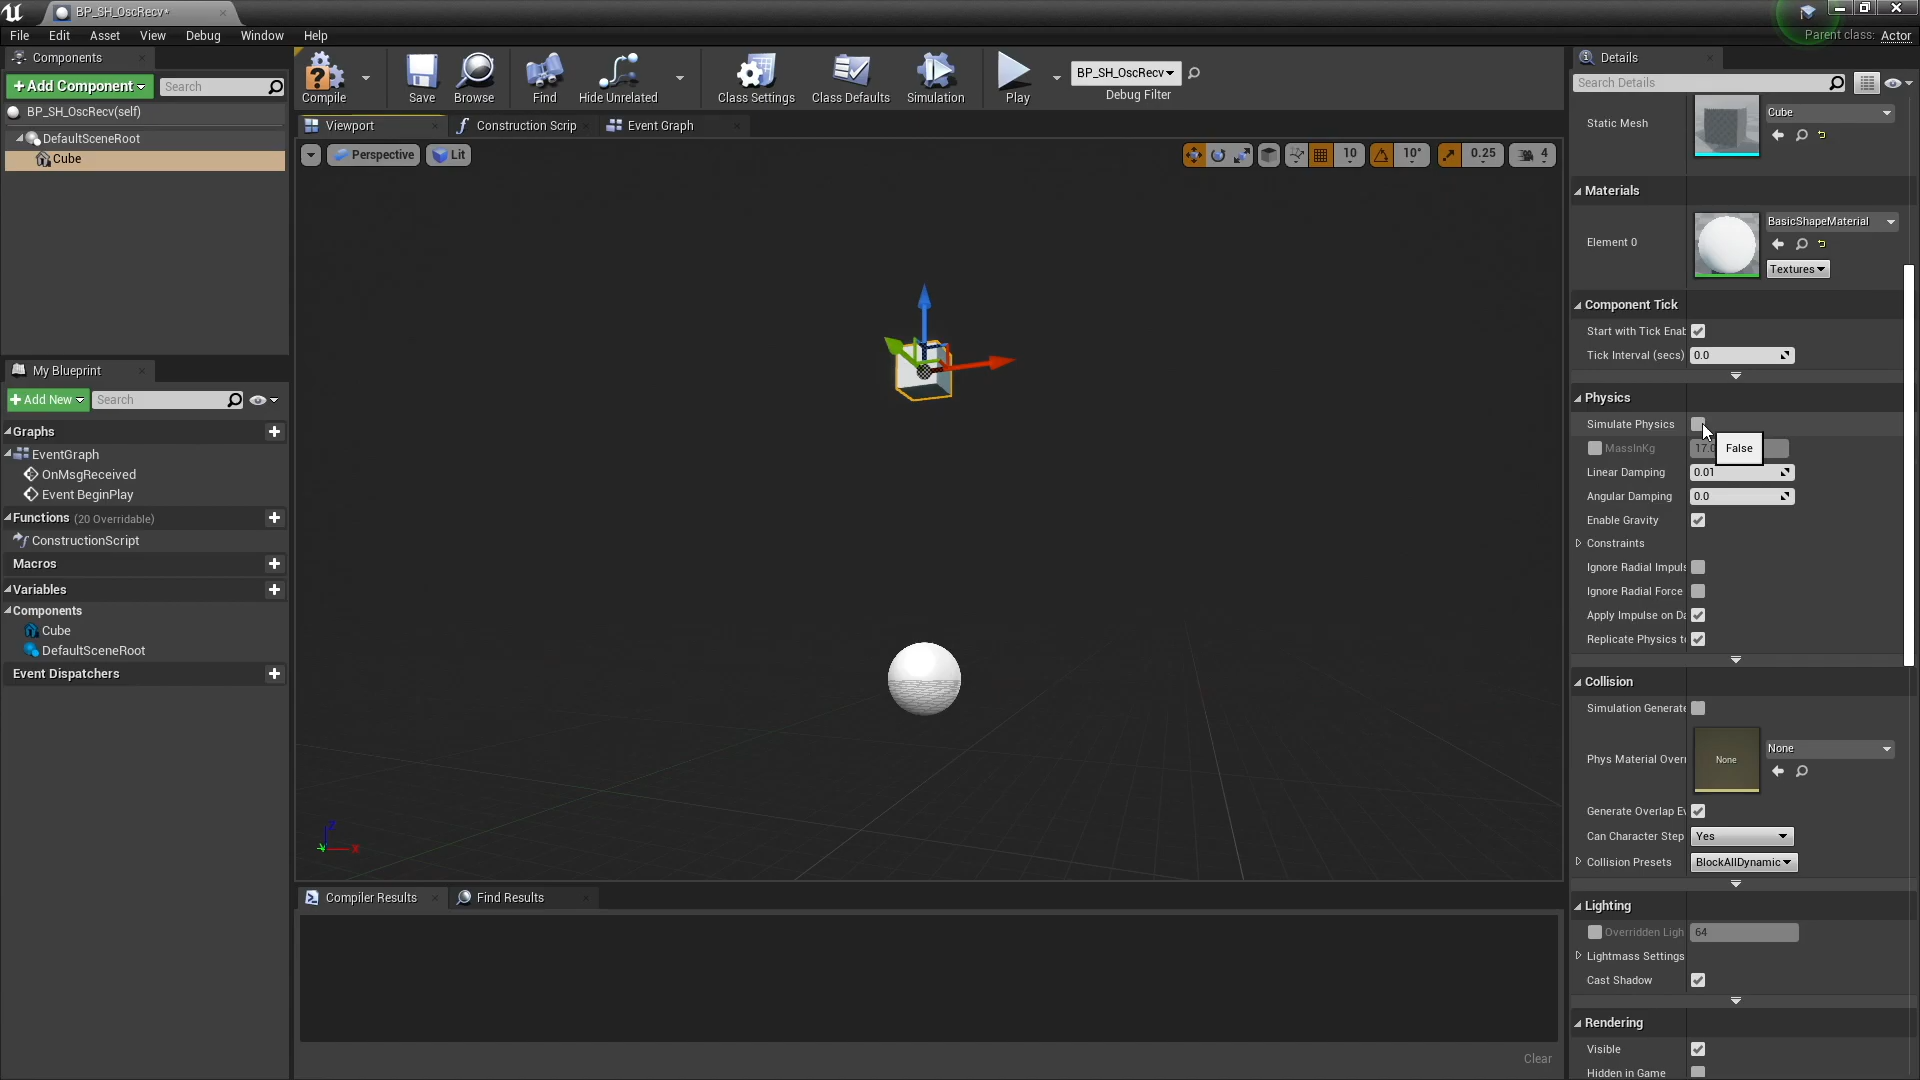 BP_SH_OscRecv*
File Edit Asset View Debug Window Help
Parent class: Actor
Components
+ Add Component
Search
BP_SH_OscRecv(self)
DefaultSceneRoot
Cube
Compile
Save
Browse
Find
Hide Unrelated
Class Settings
Class Defaults
Simulation
Play
BP_SH_OscRecv
Debug Filter
Viewport
Construction Scrip
Event Graph
Perspective
Lit
10
10°
0.25
4
My Blueprint
+ Add New
Search
Graphs
EventGraph
OnMsgReceived
Event BeginPlay
Functions (20 Overridable)
ConstructionScript
Macros
Variables
Components
Cube
DefaultSceneRoot
Event Dispatchers
Z
X
Compiler Results
Find Results
Clear
Details
Search Details
Static Mesh
Cube
Materials
Element 0
BasicShapeMaterial
Textures
Component Tick
Start with Tick Enab
Tick Interval (secs) 0.0
Physics
Simulate Physics
MassInKg 17.0
False
Linear Damping 0.01
Angular Damping 0.0
Enable Gravity
Constraints
Ignore Radial Impuls
Ignore Radial Force
Apply Impulse on Da
Replicate Physics to
Collision
Simulation Generate
Phys Material Overr
None
None
Generate Overlap Ev
Can Character Step Yes
Collision Presets BlockAllDynamic
Lighting
Overridden Ligh 64
Lightmass Settings
Cast Shadow
Rendering
Visible
Hidden in Game